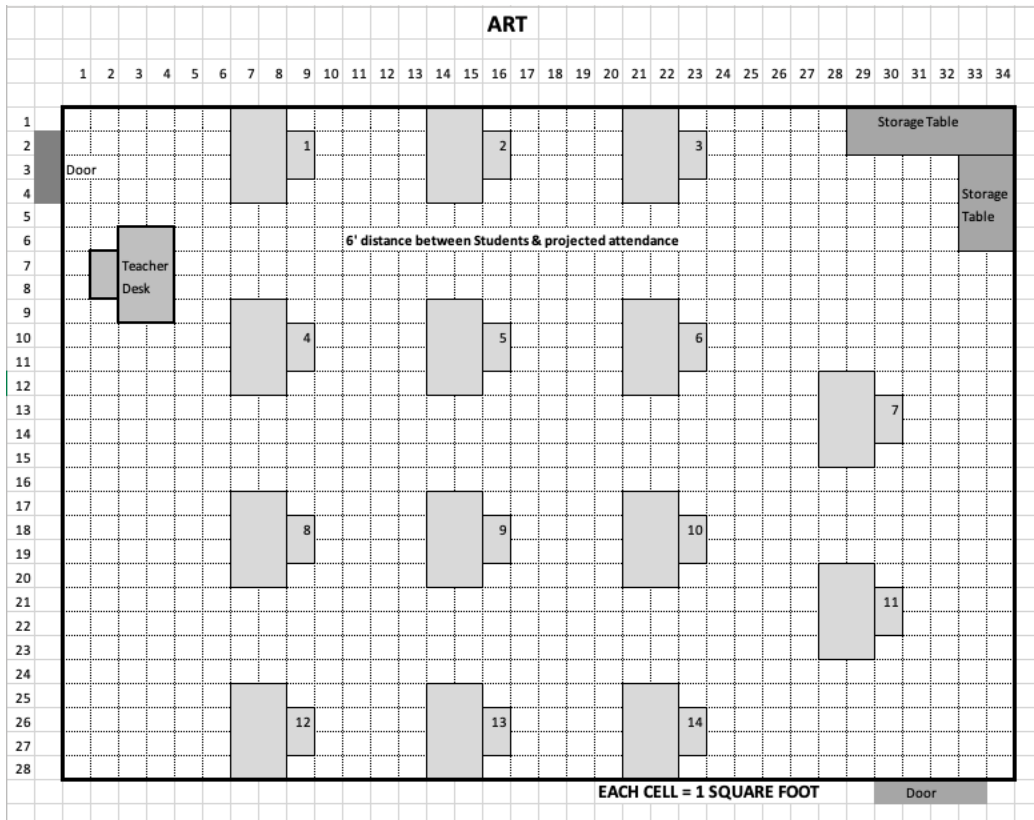 ART
1 2 3 4 5 6 7 8 9 10 11 12 13 14 15 16 17 18 19 20 21 22 23 24 25 26 27 28 29 30 31 32 33 34
1 Storage Table
2 1 2 3
3 Door
4 Storage
5 Table
6 6' distance between Students & projected attendance
7 Teacher
8 Desk
9
10 4 5 6
11
12
13 7
14
15
16
17
18 8 9 10
19
20
21 11
22
23
24
25
26 12 13 14
27
28
EACH CELL = 1 SQUARE FOOT Door